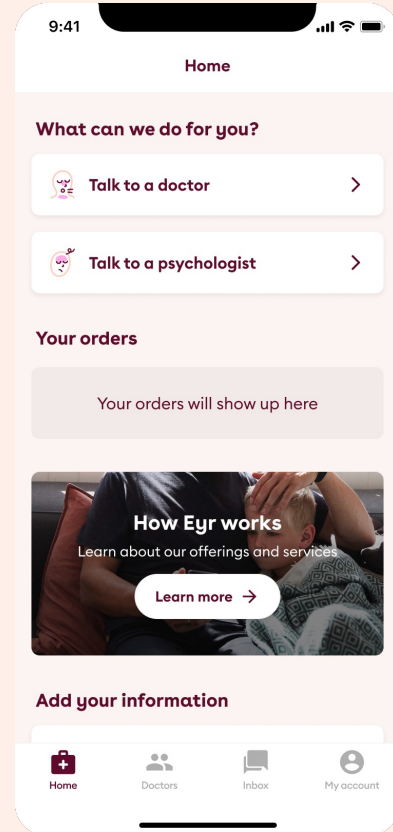 9:41
Home
What can we do for you?
Talk to a doctor
Talk to a psychologist
Your orders
Your orders will show up here
How Eyr works
Learn about our offerings and services
Learn more
Add your information
Home
Doctors
Inbox
My account